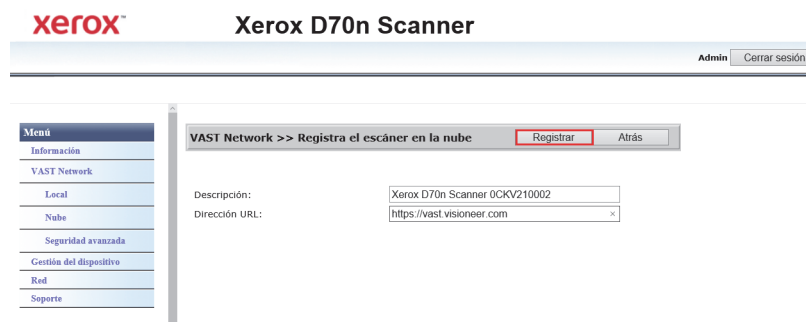 xerox™
Xerox D70n Scanner
Admin Cerrar sesión
Menú
Información
VAST Network
Local
Nube
Seguridad avanzada
Gestión del dispositivo
Red
Soporte
VAST Network >> Registra el escáner en la nube Registrar Atrás
Descripción: Xerox D70n Scanner 0CKV210002
Dirección URL: https://vast.visioneer.com ×